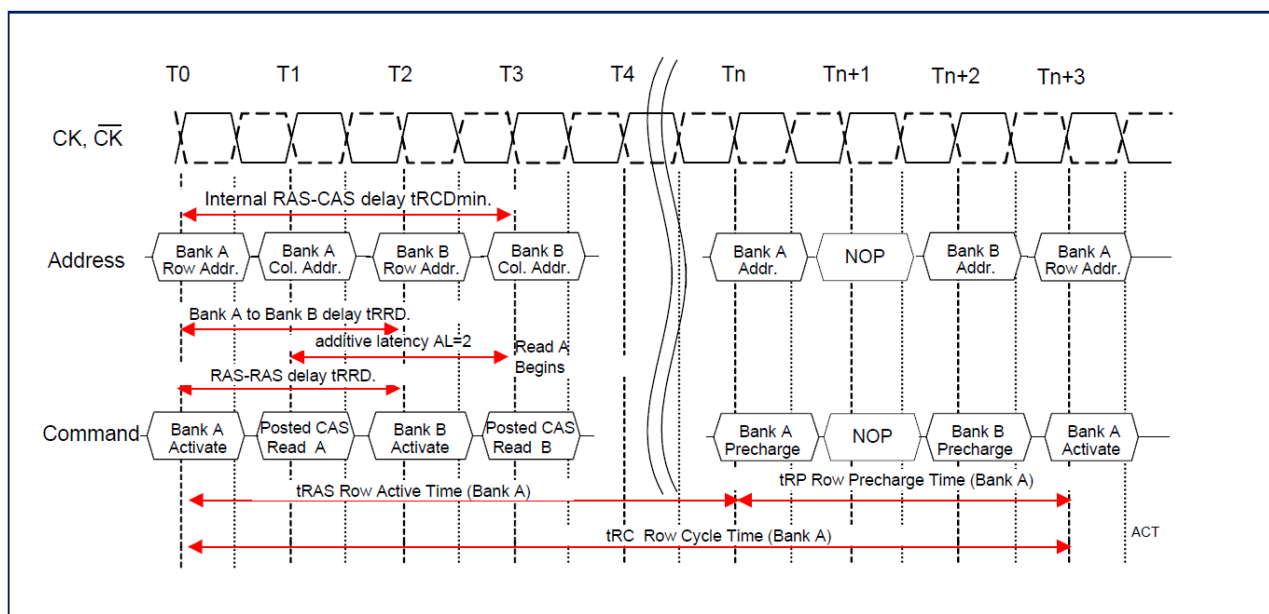 T0 T1 T2 T3 T4 Tn Tn+1 Tn+2 Tn+3
CK, CK
Internal RAS-CAS delay tRCDmin.
Address
Bank A Row Addr.
Bank A Col. Addr.
Bank B Row Addr.
Bank B Col. Addr.
Bank A Addr.
NOP
Bank B Addr.
Bank A Row Addr.
Bank A to Bank B delay tRRD.
additive latency AL=2
Read A Begins
RAS-RAS delay tRRD.
Command
Bank A Activate
Posted CAS Read A
Bank B Activate
Posted CAS Read B
Bank A Precharge
NOP
Bank B Precharge
Bank A Activate
tRAS Row Active Time (Bank A)
tRP Row Precharge Time (Bank A)
tRC Row Cycle Time (Bank A)
ACT